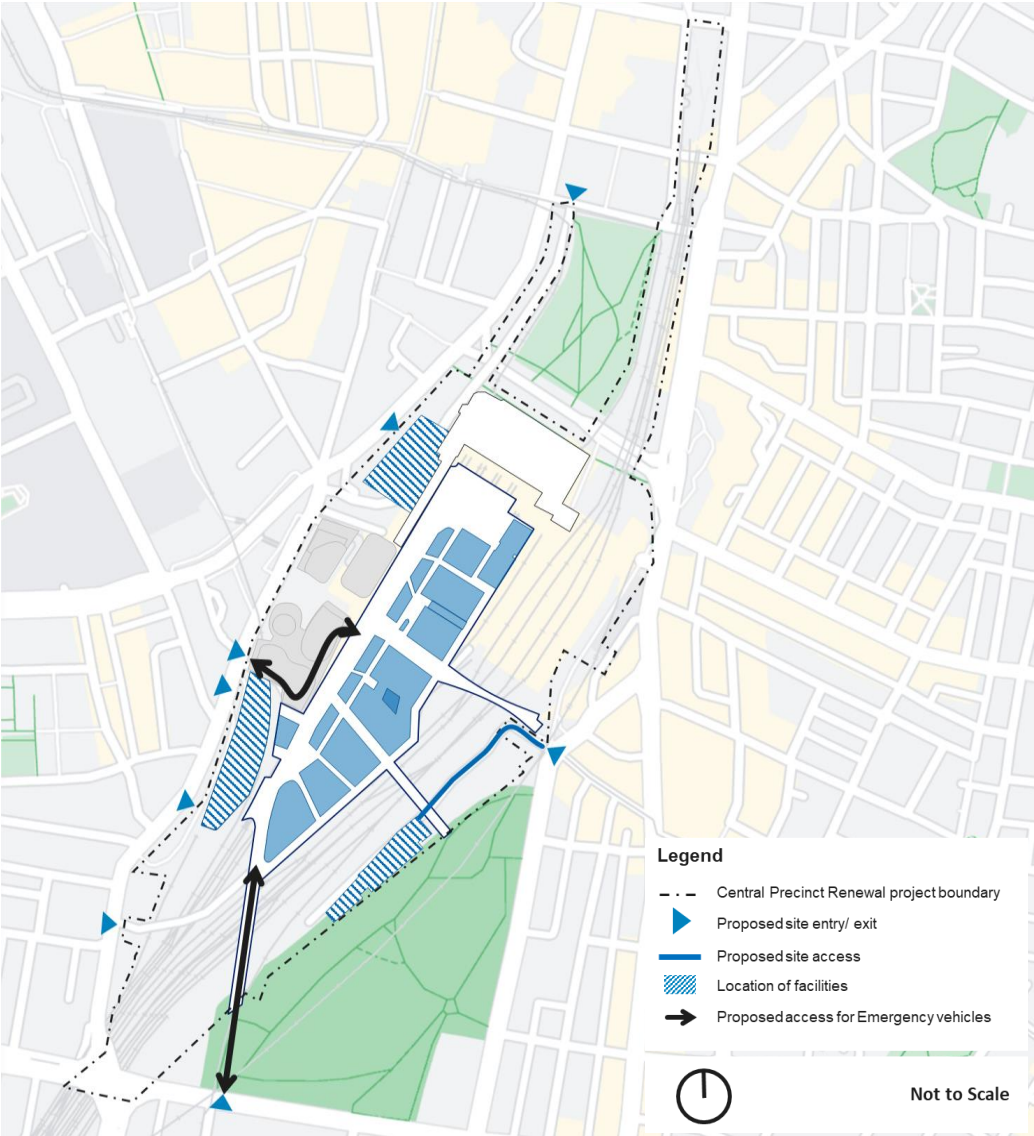 Legend
Central Precinct Renewal project boundary
Proposed site entry/ exit
Proposed site access
Location of facilities
Proposed access for Emergency vehicles
Not to Scale